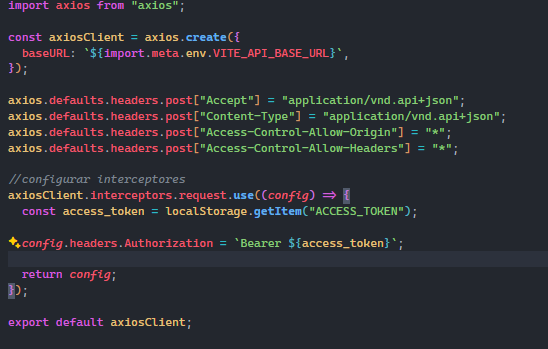 import axios from "axios";
const axiosClient = axios.create({
baseURL: `${import.meta.env.VITE_API_BASE_URL}`,
});
axios.defaults.headers.post["Accept"] = "application/vnd.api+json";
axios.defaults.headers.post["Content-Type"] = "application/vnd.api+json";
axios.defaults.headers.post["Access-Control-Allow-Origin"] = "*";
axios.defaults.headers.post["Access-Control-Allow-Headers"] = "*";
//configurar interceptores
axiosClient.interceptors.request.use((config) => {
const access_token = localStorage.getItem("ACCESS_TOKEN");
config.headers.Authorization = `Bearer ${access_token}`;
return config;
});
export default axiosClient;